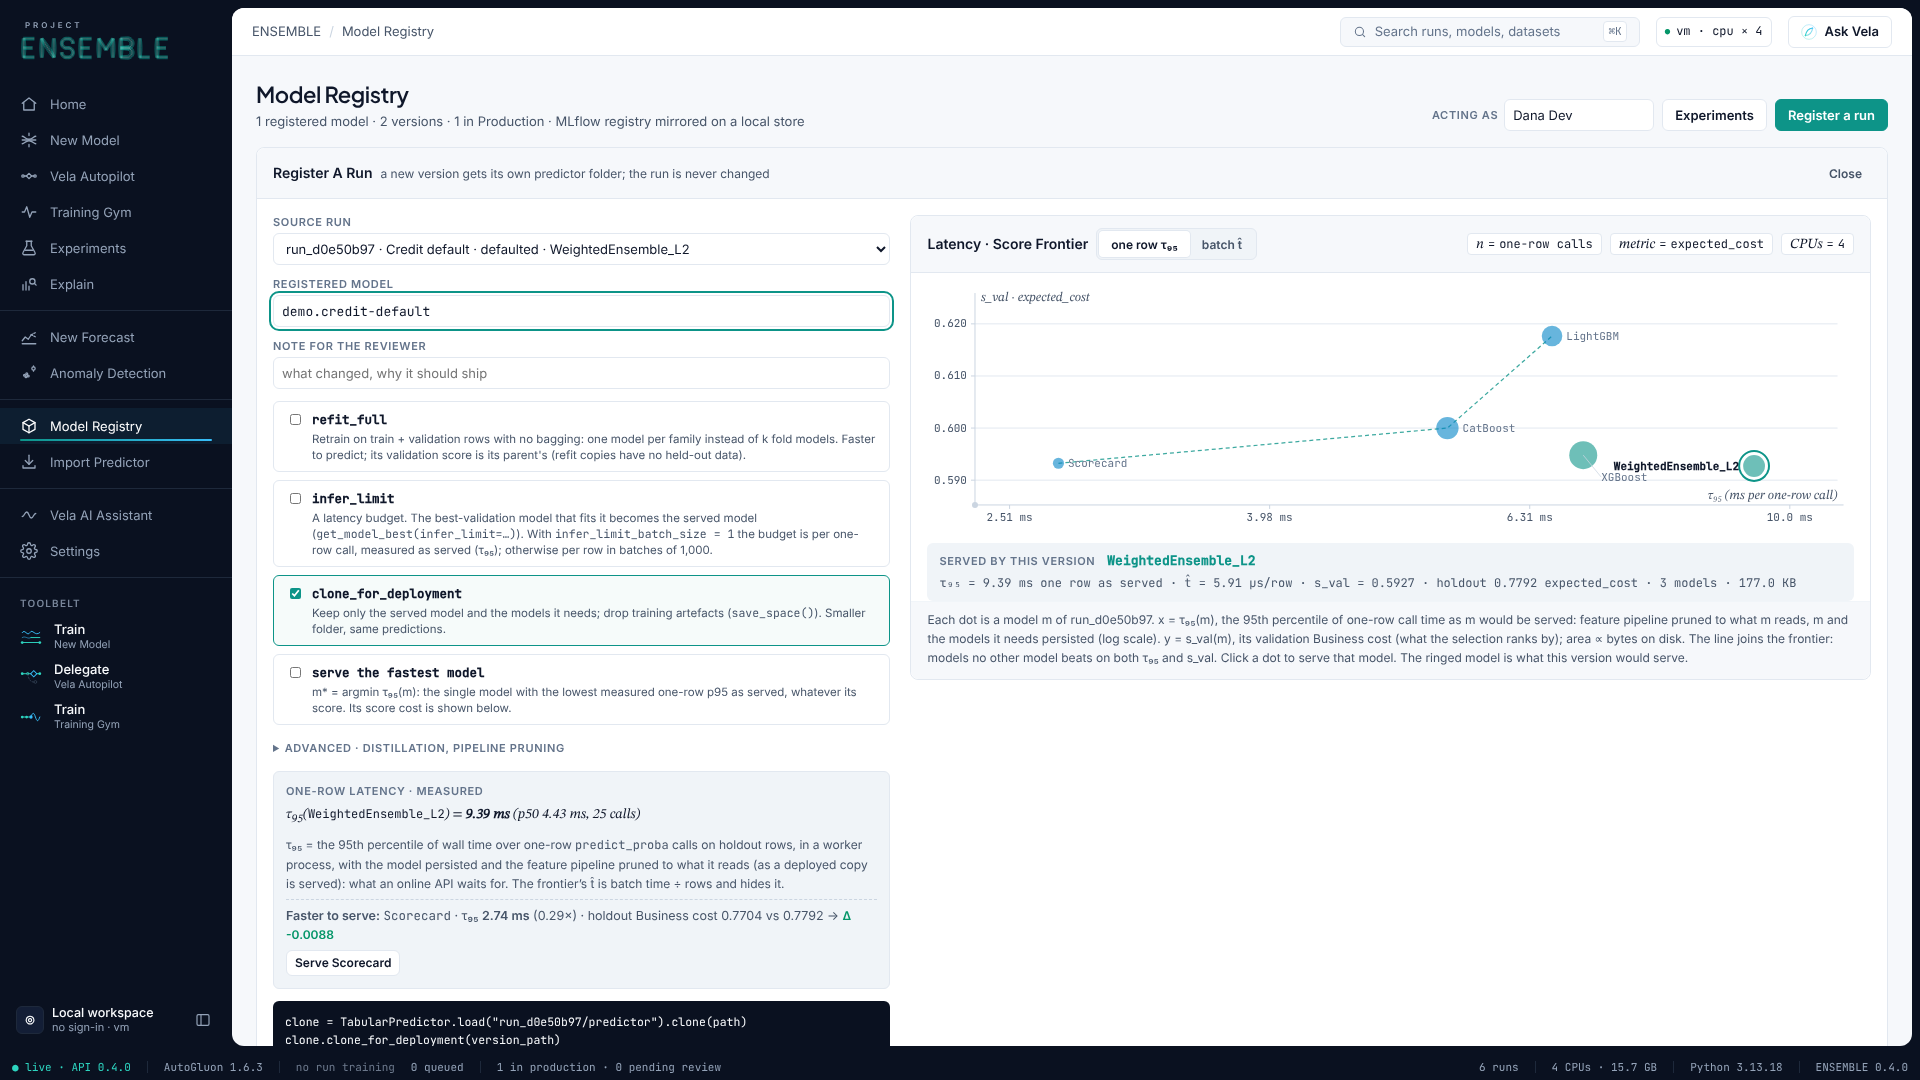 PROJECT
ENSEMBLE
Home
New Model
Vela Autopilot
Training Gym
Experiments
Explain
New Forecast
Anomaly Detection
Model Registry
Import Predictor
Vela AI Assistant
Settings
TOOLBELT
Train
New Model
Delegate
Vela Autopilot
Train
Training Gym
Local workspace
no sign-in · vm
ENSEMBLE / Model Registry
Search runs, models, datasets ⌘K
vm · cpu × 4
Ask Vela
Model Registry
1 registered model · 2 versions · 1 in Production · MLflow registry mirrored on a local store
ACTING AS Dana Dev
Experiments
Register a run
Register A Run a new version gets its own predictor folder; the run is never changed
Close
SOURCE RUN
run_d0e50b97 · Credit default · defaulted · WeightedEnsemble_L2
REGISTERED MODEL
demo.credit-default
NOTE FOR THE REVIEWER
what changed, why it should ship
refit_full
Retrain on train + validation rows with no bagging: one model per family instead of k fold models. Faster
to predict; its validation score is its parent's (refit copies have no held-out data).
infer_limit
A latency budget. The best-validation model that fits it becomes the served model
(get_model_best(infer_limit=…)). With infer_limit_batch_size = 1 the budget is per one-
row call, measured as served (τ₉₅); otherwise per row in batches of 1,000.
clone_for_deployment
Keep only the served model and the models it needs; drop training artefacts (save_space()). Smaller
folder, same predictions.
serve the fastest model
m* = argmin τ₉₅(m): the single model with the lowest measured one-row p95 as served, whatever its
score. Its score cost is shown below.
ADVANCED · DISTILLATION, PIPELINE PRUNING
ONE-ROW LATENCY · MEASURED
τ95(WeightedEnsemble_L2) = 9.39 ms (p50 4.43 ms, 25 calls)
τ₉₅ = the 95th percentile of wall time over one-row predict_proba calls on holdout rows, in a worker
process, with the model persisted and the feature pipeline pruned to what it reads (as a deployed copy
is served): what an online API waits for. The frontier's t̂ is batch time ÷ rows and hides it.
Faster to serve: Scorecard · τ₉₅ 2.74 ms (0.29×) · holdout Business cost 0.7704 vs 0.7792 → Δ
-0.0088
Serve Scorecard
clone = TabularPredictor.load("run_d0e50b97/predictor").clone(path)
clone.clone_for_deployment(version_path)
Latency · Score Frontier
one row τ₉₅
batch t̂
n = one-row calls
metric = expected_cost
CPUs = 4
s_val · expected_cost
0.620
0.610
0.600
0.590
LightGBM
CatBoost
Scorecard
WeightedEnsemble_L2
XGBoost
τ₉₅ (ms per one-row call)
2.51 ms
3.98 ms
6.31 ms
10.0 ms
SERVED BY THIS VERSION WeightedEnsemble_L2
τ₉₅ = 9.39 ms one row as served · t̂ = 5.91 µs/row · s_val = 0.5927 · holdout 0.7792 expected_cost · 3 models · 177.0 KB
Each dot is a model m of run_d0e50b97. x = τ₉₅(m), the 95th percentile of one-row call time as m would be served: feature pipeline pruned to what m reads, m and
the models it needs persisted (log scale). y = s_val(m), its validation Business cost (what the selection ranks by); area ∝ bytes on disk. The line joins the frontier:
models no other model beats on both τ₉₅ and s_val. Click a dot to serve that model. The ringed model is what this version would serve.
live · API 0.4.0
AutoGluon 1.6.3
no run training 0 queued
1 in production · 0 pending review
6 runs
4 CPUs · 15.7 GB
Python 3.13.18
ENSEMBLE 0.4.0